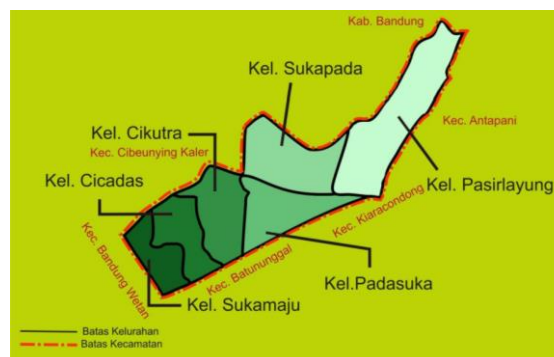 Kab. Bandung
Kel. Sukapada
Kec. Antapani
Kel. Cikutra
Kec. Cibeunying Kaler
Kel. Cicadas
Kel. Pasirlayung
Kec. Kiaracondong
Kec. Batununggal
Kel.Padasuka
Kec. Bandung Wetan
Kel. Sukamaju
Batas Kelurahan
Batas Kecamatan